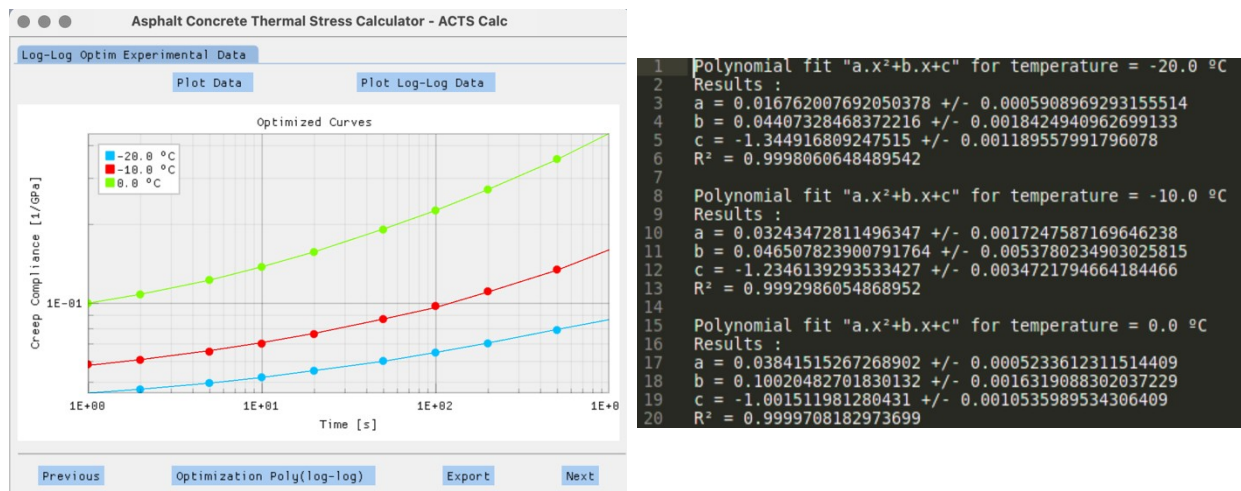 Asphalt Concrete Thermal Stress Calculator - ACTS Calc
Log-Log Optim Experimental Data
Plot Data
Plot Log-Log Data
Optimized Curves
-20.0 °C
-10.0 °C
0.0 °C
Creep Compliance [1/GPa]
1E-01
1E+00
1E+01
1E+02
1E+0
Time [s]
Previous
Optimization Poly(log-log)
Export
Next
1 Polynomial fit "a.x²+b.x+c" for temperature = -20.0 ºC
2 Results :
3 a = 0.016762007692050378 +/- 0.0005908969293155514
4 b = 0.04407328468372216 +/- 0.0018424940962699133
5 c = -1.344916809247515 +/- 0.001189557991796078
6 R² = 0.9998060648489542
7
8 Polynomial fit "a.x²+b.x+c" for temperature = -10.0 ºC
9 Results :
10 a = 0.03243472811496347 +/- 0.0017247587169646238
11 b = 0.046507823900791764 +/- 0.0053780234903025815
12 c = -1.2346139293533427 +/- 0.0034721794664184466
13 R² = 0.9992986054868952
14
15 Polynomial fit "a.x²+b.x+c" for temperature = 0.0 ºC
16 Results :
17 a = 0.03841515267268902 +/- 0.0005233612311514409
18 b = 0.10020482701830132 +/- 0.0016319088302037229
19 c = -1.001511981280431 +/- 0.0010535989534306409
20 R² = 0.9999708182973699